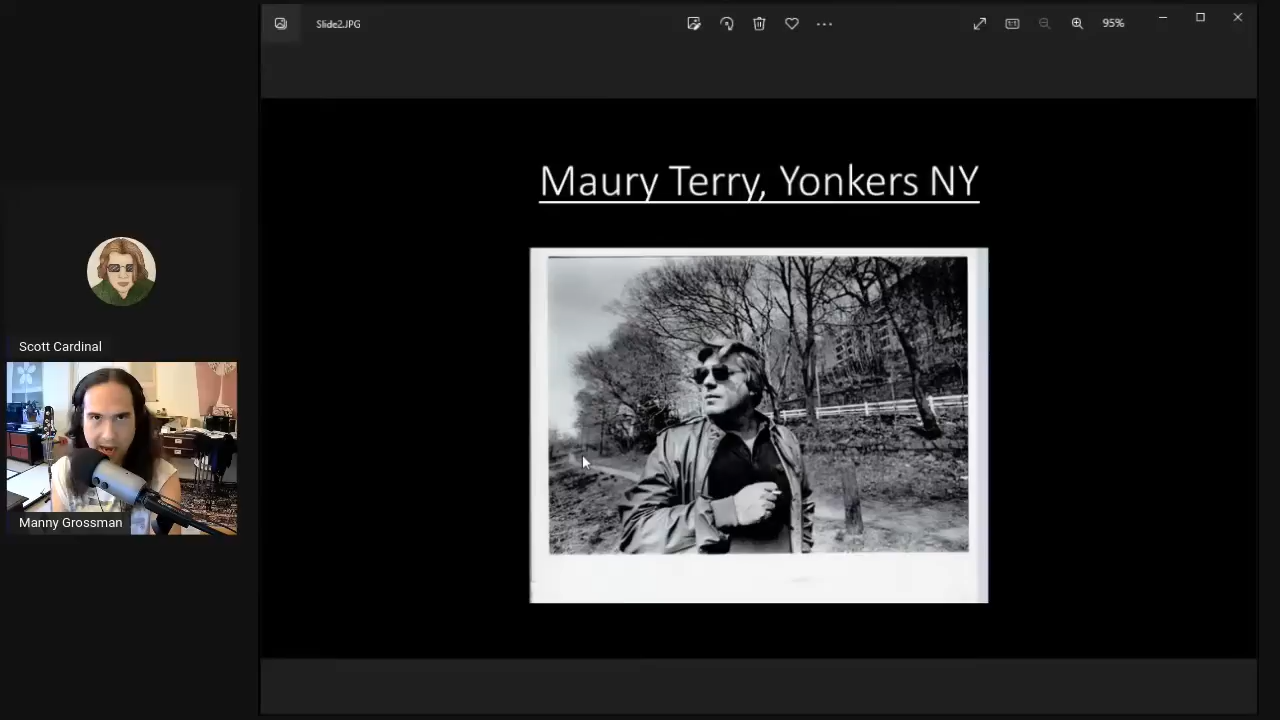 Slide2.JPG
95%
Maury Terry, Yonkers NY
Scott Cardinal
Manny Grossman